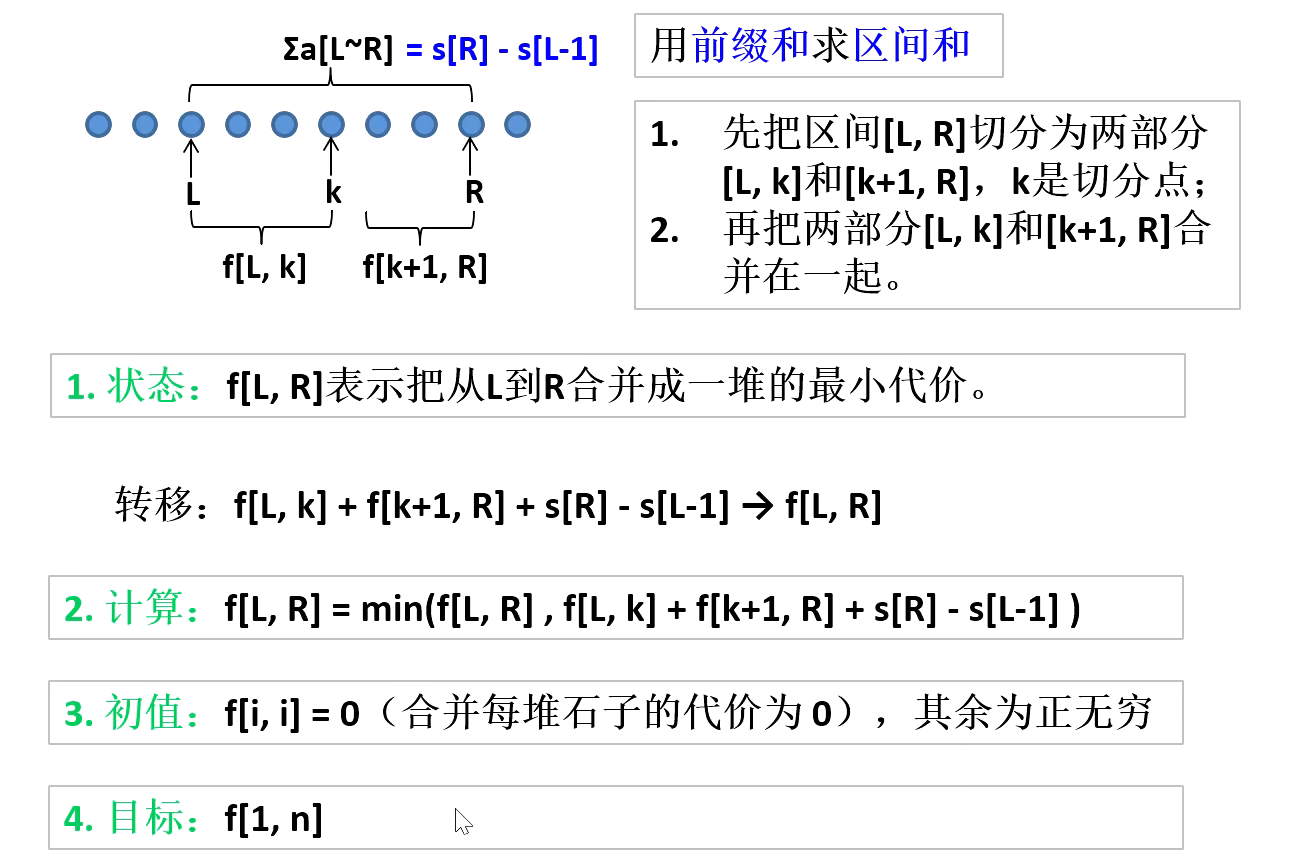 Σa[L~R] = s[R] - s[L-1]
用前缀和求区间和
1. 先把区间[L, R]切分为两部分
[L, k]和[k+1, R]，k是切分点；
2. 再把两部分[L, k]和[k+1, R]合
并在一起。
L k R
f[L, k] f[k+1, R]
1. 状态：f[L, R]表示把从L到R合并成一堆的最小代价。
转移：f[L, k] + f[k+1, R] + s[R] - s[L-1] → f[L, R]
2. 计算：f[L, R] = min(f[L, R] , f[L, k] + f[k+1, R] + s[R] - s[L-1] )
3. 初值：f[i, i] = 0（合并每堆石子的代价为 0），其余为正无穷
4. 目标：f[1, n]